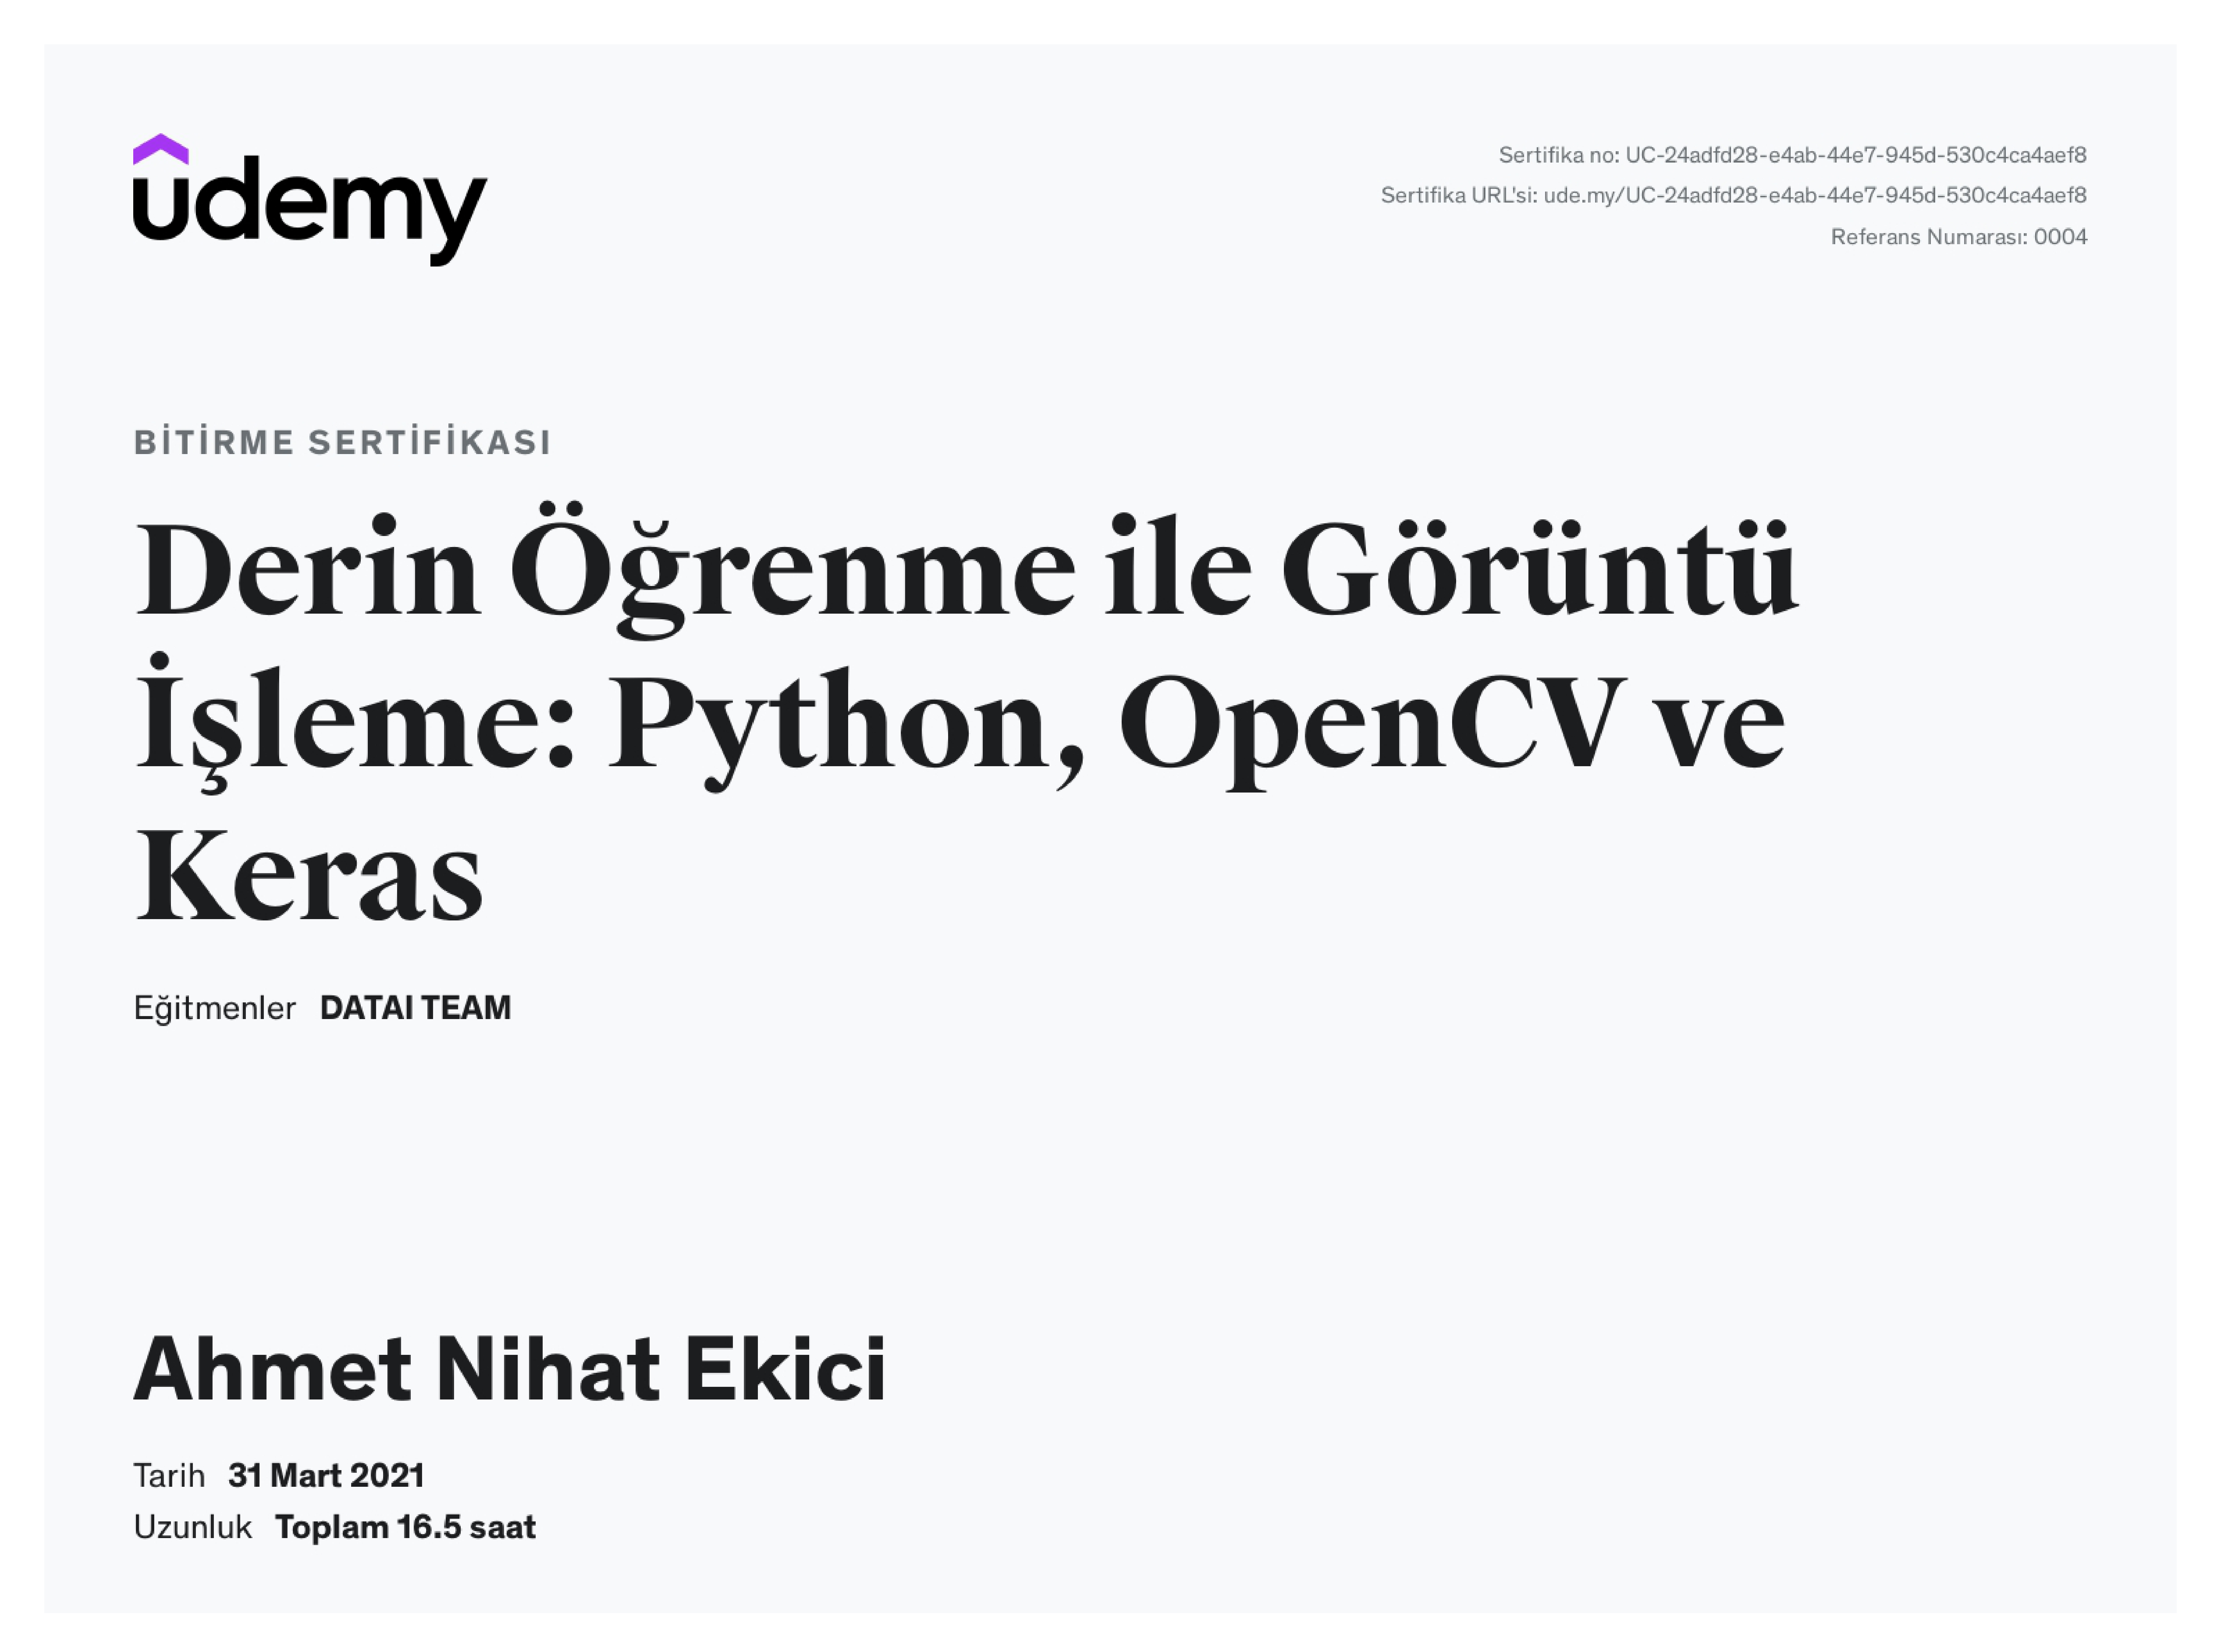 udemy
Sertifika no: UC-24adfd28-e4ab-44e7-945d-530c4ca4aef8
Sertifika URL'si: ude.my/UC-24adfd28-e4ab-44e7-945d-530c4ca4aef8
Referans Numarası: 0004
BİTİRME SERTİFİKASI
Derin Öğrenme ile Görüntü
İşleme: Python, OpenCV ve
Keras
Eğitmenler DATAI TEAM
Ahmet Nihat Ekici
Tarih 31 Mart 2021
Uzunluk Toplam 16.5 saat